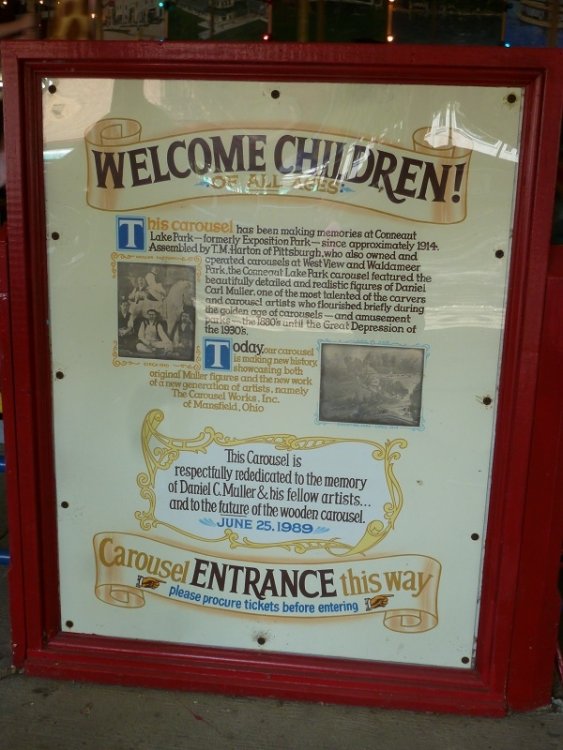 WELCOME CHILDREN!
OF ALL AGES
This carousel has been making memories at Conneaut
Lake Park—formerly Exposition Park—since approximately 1914.
Assembled by T.M. Harton of Pittsburgh, who also owned and
operated carousels at West View and Waldameer
Park, the Conneaut Lake Park carousel featured the
beautifully detailed and realistic figures of Daniel
Carl Muller, one of the most talented of the carvers
and carousel artists who flourished briefly during
the golden age of carousels—and amusement
parks—the 1880's until the Great Depression of
the 1930's.
Today, our carousel
is making new history,
showcasing both
original Muller figures and the new work
of a new generation of artists, namely
The Carousel Works, Inc.
of Mansfield, Ohio
This Carousel is
respectfully rededicated to the memory
of Daniel C. Muller & his fellow artists...
and to the future of the wooden carousel.
JUNE 25, 1989
Carousel ENTRANCE this way
please procure tickets before entering